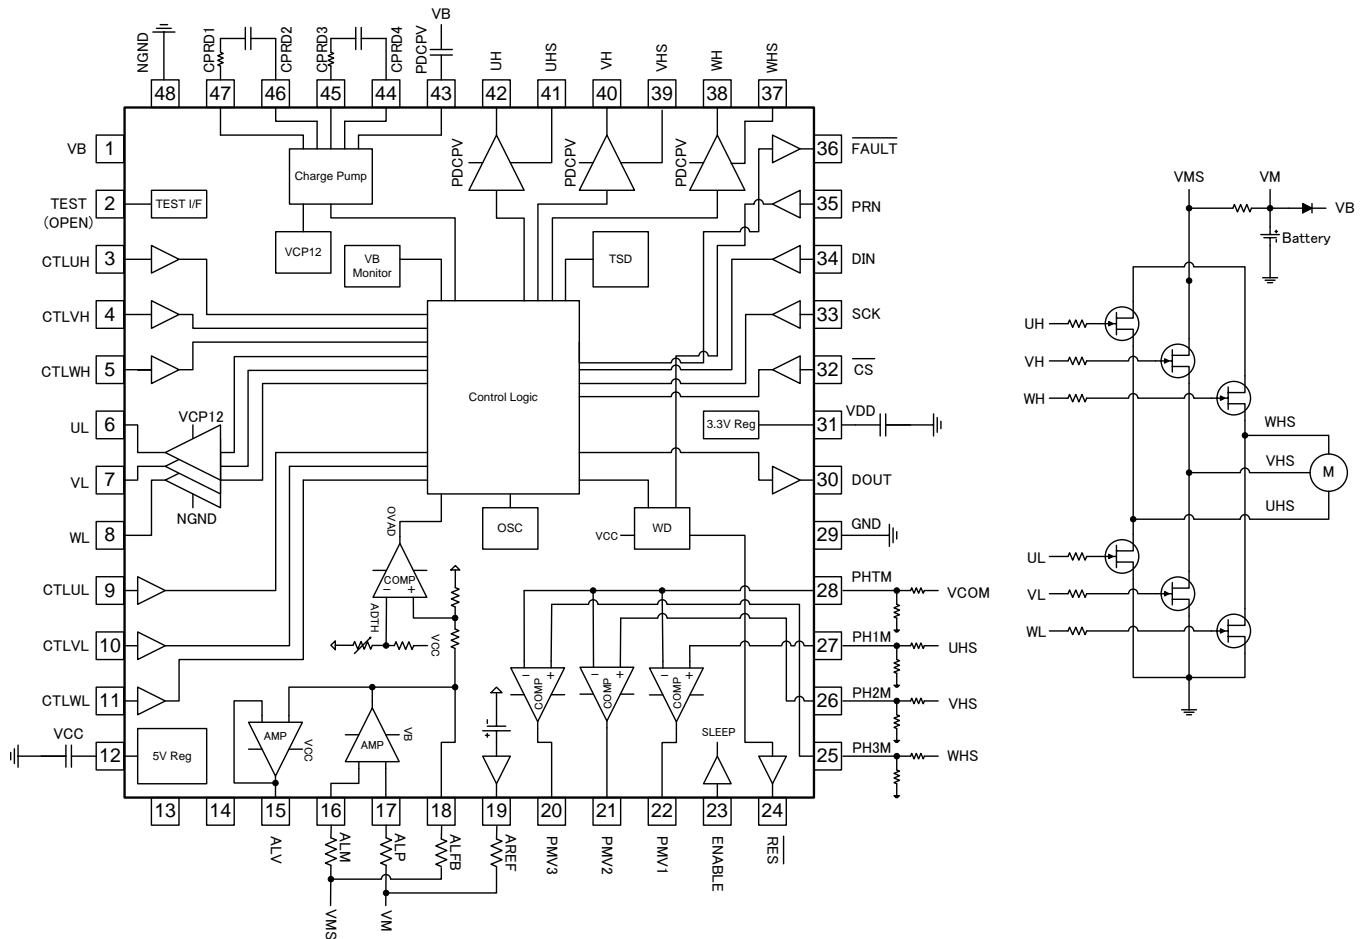 VB
NGND
CPRD1
CPRD2
CPRD3
CPRD4
PDCPV
UH
UHS
VH
VHS
WH
WHS
48
47
46
45
44
43
42
41
40
39
38
37
VB 1
TEST (OPEN) 2
TEST I/F
CTLUH 3
CTLVH 4
CTLWH 5
UL 6
VL 7
WL 8
CTLUL 9
CTLVL 10
CTLWL 11
VCC 12
5V Reg
Charge Pump
VCP12
VB Monitor
PDCPV
PDCPV
PDCPV
TSD
Control Logic
VCP12
NGND
OSC
VCC
WD
3.3V Reg
OVAD
COMP
− +
ADTH
VCC
AMP
VCC
AMP
VB
-
− +
COMP
− +
COMP
− +
COMP
SLEEP
36 FAULT
35 PRN
34 DIN
33 SCK
32 CS
31 VDD
30 DOUT
29 GND
28 PHTM VCOM
27 PH1M UHS
26 PH2M VHS
25 PH3M WHS
13
14
15
16
17
18
19
20
21
22
23
24
ALV
ALM
ALP
ALFB
AREF
PMV3
PMV2
PMV1
ENABLE
RES
VMS
VM
VMS
VM
VB
Battery
UH
VH
WH
WHS
VHS
UHS
M
UL
VL
WL